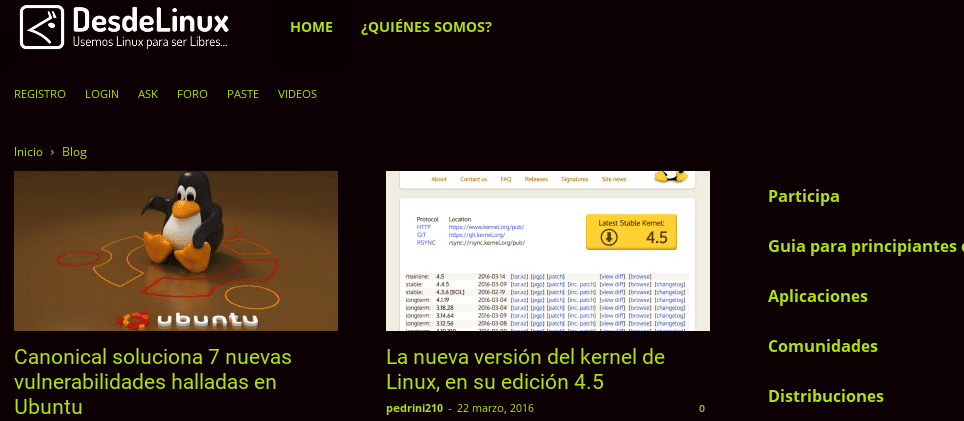 DesdeLinux
Usemos Linux para ser Libres...
HOME ¿QUIÉNES SOMOS?
REGISTRO LOGIN ASK FORO PASTE VIDEOS
Inicio › Blog
ubuntu
About Contact us FAQ Releases Signatures Site news
Protocol Location
HTTP https://www.kernel.org/pub/
GIT https://git.kernel.org/
RSYNC rsync://rsync.kernel.org/pub/
Latest Stable Kernel:
4.5
mainline: 4.5 2016-03-14 [tar.xz] [pgp] [patch] [view diff] [browse]
stable: 4.4.5 2016-03-09 [tar.xz] [pgp] [patch] [inc. patch] [view diff] [browse] [changelog]
stable: 4.3.6 [EOL] 2016-02-19 [tar.xz] [pgp] [patch] [inc. patch] [view diff] [browse] [changelog]
longterm: 4.1.19 2016-03-04 [tar.xz] [pgp] [patch] [inc. patch] [view diff] [browse] [changelog]
longterm: 3.18.28 2016-03-04 [tar.xz] [pgp] [patch] [inc. patch] [view diff] [browse] [changelog]
longterm: 3.14.64 2016-03-09 [tar.xz] [pgp] [patch] [inc. patch] [view diff] [browse] [changelog]
longterm: 3.12.56 2016-03-08 [tar.xz] [pgp] [patch] [inc. patch] [view diff] [browse] [changelog]
Canonical soluciona 7 nuevas
vulnerabilidades halladas en
Ubuntu
La nueva versión del kernel de
Linux, en su edición 4.5
pedrini210 - 22 marzo, 2016 0
Participa
Guia para principiantes
Aplicaciones
Comunidades
Distribuciones